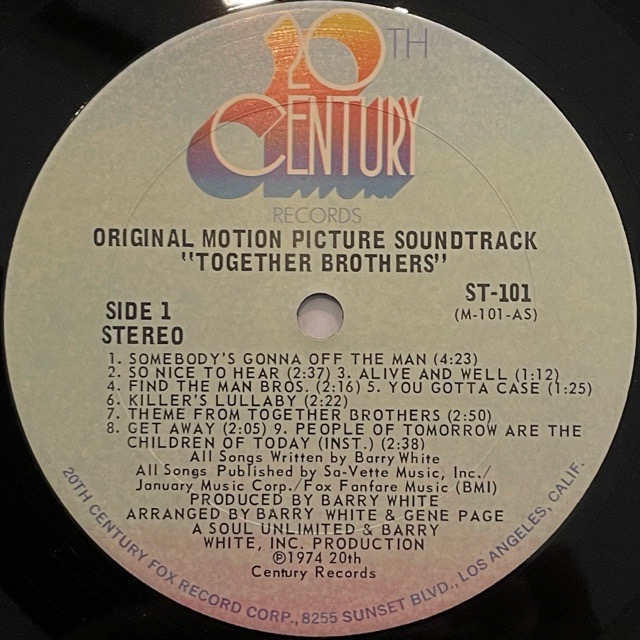 20TH
CENTURY
RECORDS
ORIGINAL MOTION PICTURE SOUNDTRACK
"TOGETHER BROTHERS"
SIDE 1
STEREO
ST-101
(M-101-AS)
1. SOMEBODY'S GONNA OFF THE MAN (4:23)
2. SO NICE TO HEAR (2:37) 3. ALIVE AND WELL (1:12)
4. FIND THE MAN BROS. (2:16) 5. YOU GOTTA CASE (1:25)
6. KILLER'S LULLABY (2:22)
7. THEME FROM TOGETHER BROTHERS (2:50)
8. GET AWAY (2:05) 9. PEOPLE OF TOMORROW ARE THE
CHILDREN OF TODAY (INST.) (2:38)
All Songs Written by Barry White
All Songs Published by Sa-Vette Music, Inc./
January Music Corp./Fox Fanfare Music (BMI)
PRODUCED BY BARRY WHITE
ARRANGED BY BARRY WHITE & GENE PAGE
A SOUL UNLIMITED & BARRY
WHITE, INC. PRODUCTION
℗1974 20th
Century Records
20TH CENTURY FOX RECORD CORP., 8255 SUNSET BLVD., LOS ANGELES, CALIF.